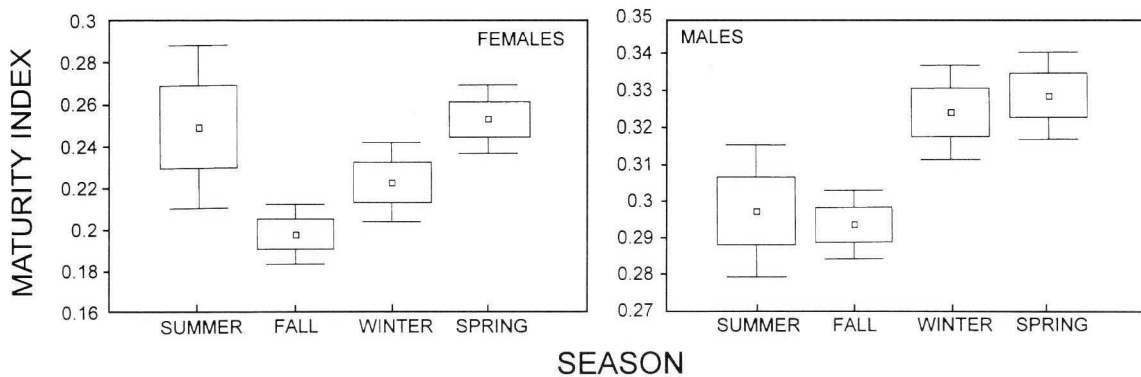 MATURITY INDEX
0.3
0.28
0.26
0.24
0.22
0.2
0.18
0.16
FEMALES
SUMMER FALL WINTER SPRING
0.35
0.34
0.33
0.32
0.31
0.3
0.29
0.28
0.27
MALES
SUMMER FALL WINTER SPRING
SEASON